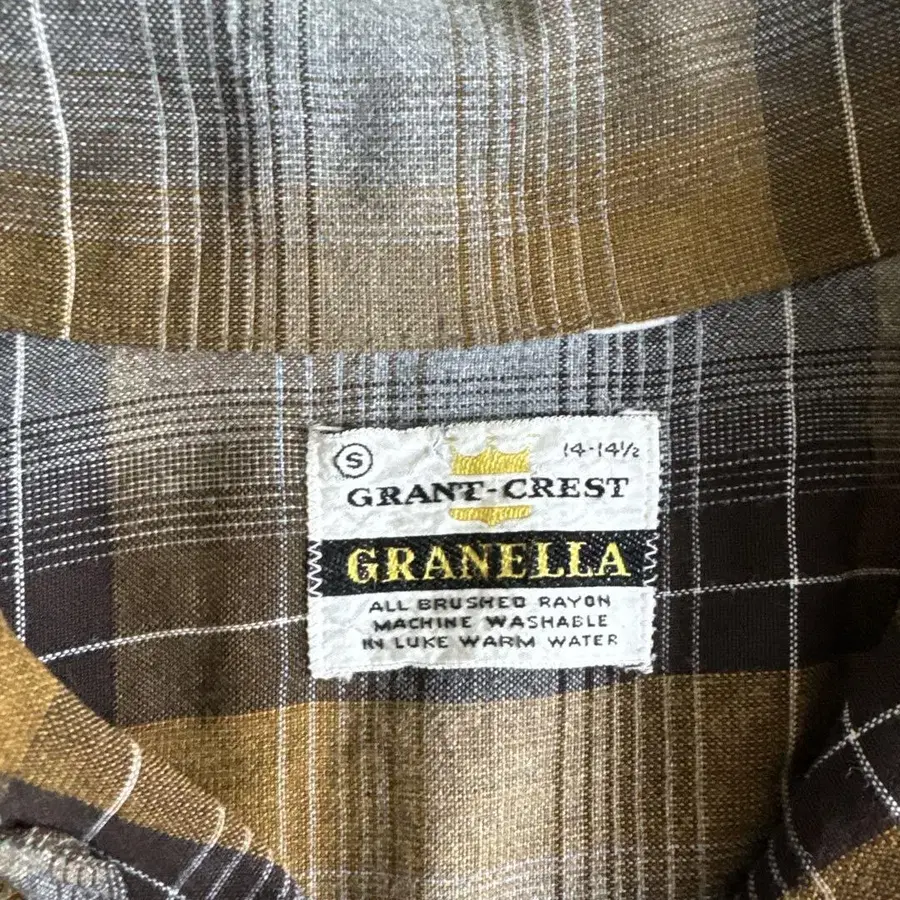 S 14-14½
GRANT-CREST
GRANELLA
ALL BRUSHED RAYON
MACHINE WASHABLE
IN LUKE WARM WATER